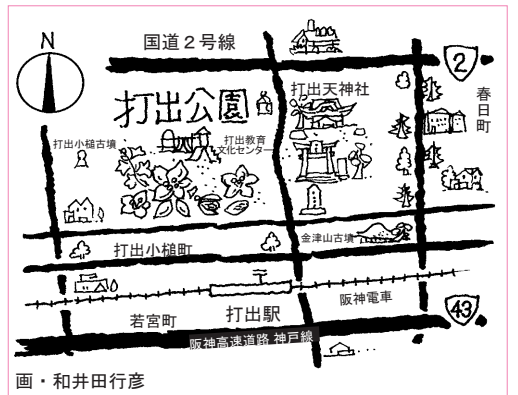 N
国道２号線
2
打出公園
打出天神社
春日町
打出小槌古墳
打出教育
文化センター
金津山古墳
打出小槌町
阪神電車
打出駅
若宮町
43
阪神高速道路 神戸線
画・和井田行彦